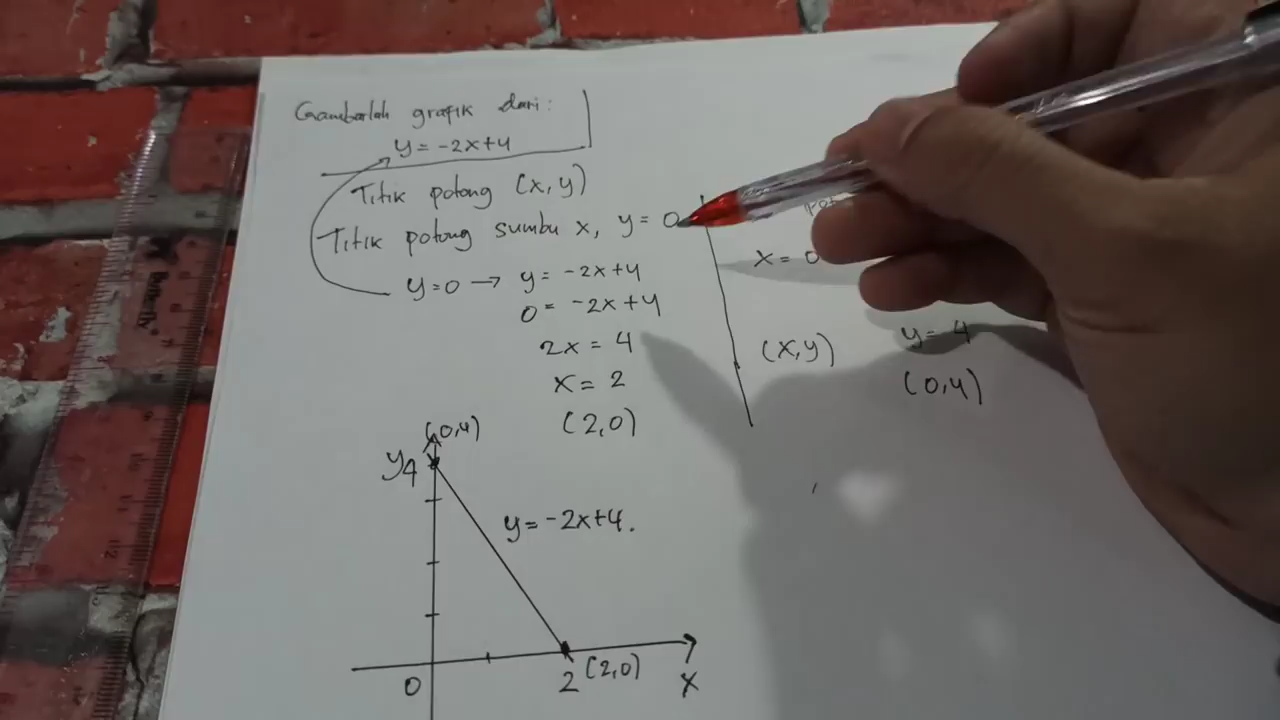 Gambarlah grafik dari:
y = -2x+4
Titik potong (x,y)
Titik potong sumbu x, y = 0
y=0 → y = -2x+4
0 = -2x+4
2x = 4
x = 2
(2,0)
x = 0
(x,y)
y = 4
(0,4)
(0,4)
y
4
y = -2x+4.
0
2
(2,0)
x
Butterfly